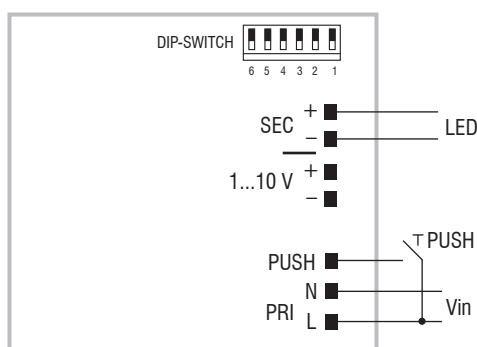 DIP-SWITCH
6 5 4 3 2 1
SEC + −
LED
1...10 V + −
PUSH
PUSH
N
PRI
L
Vin